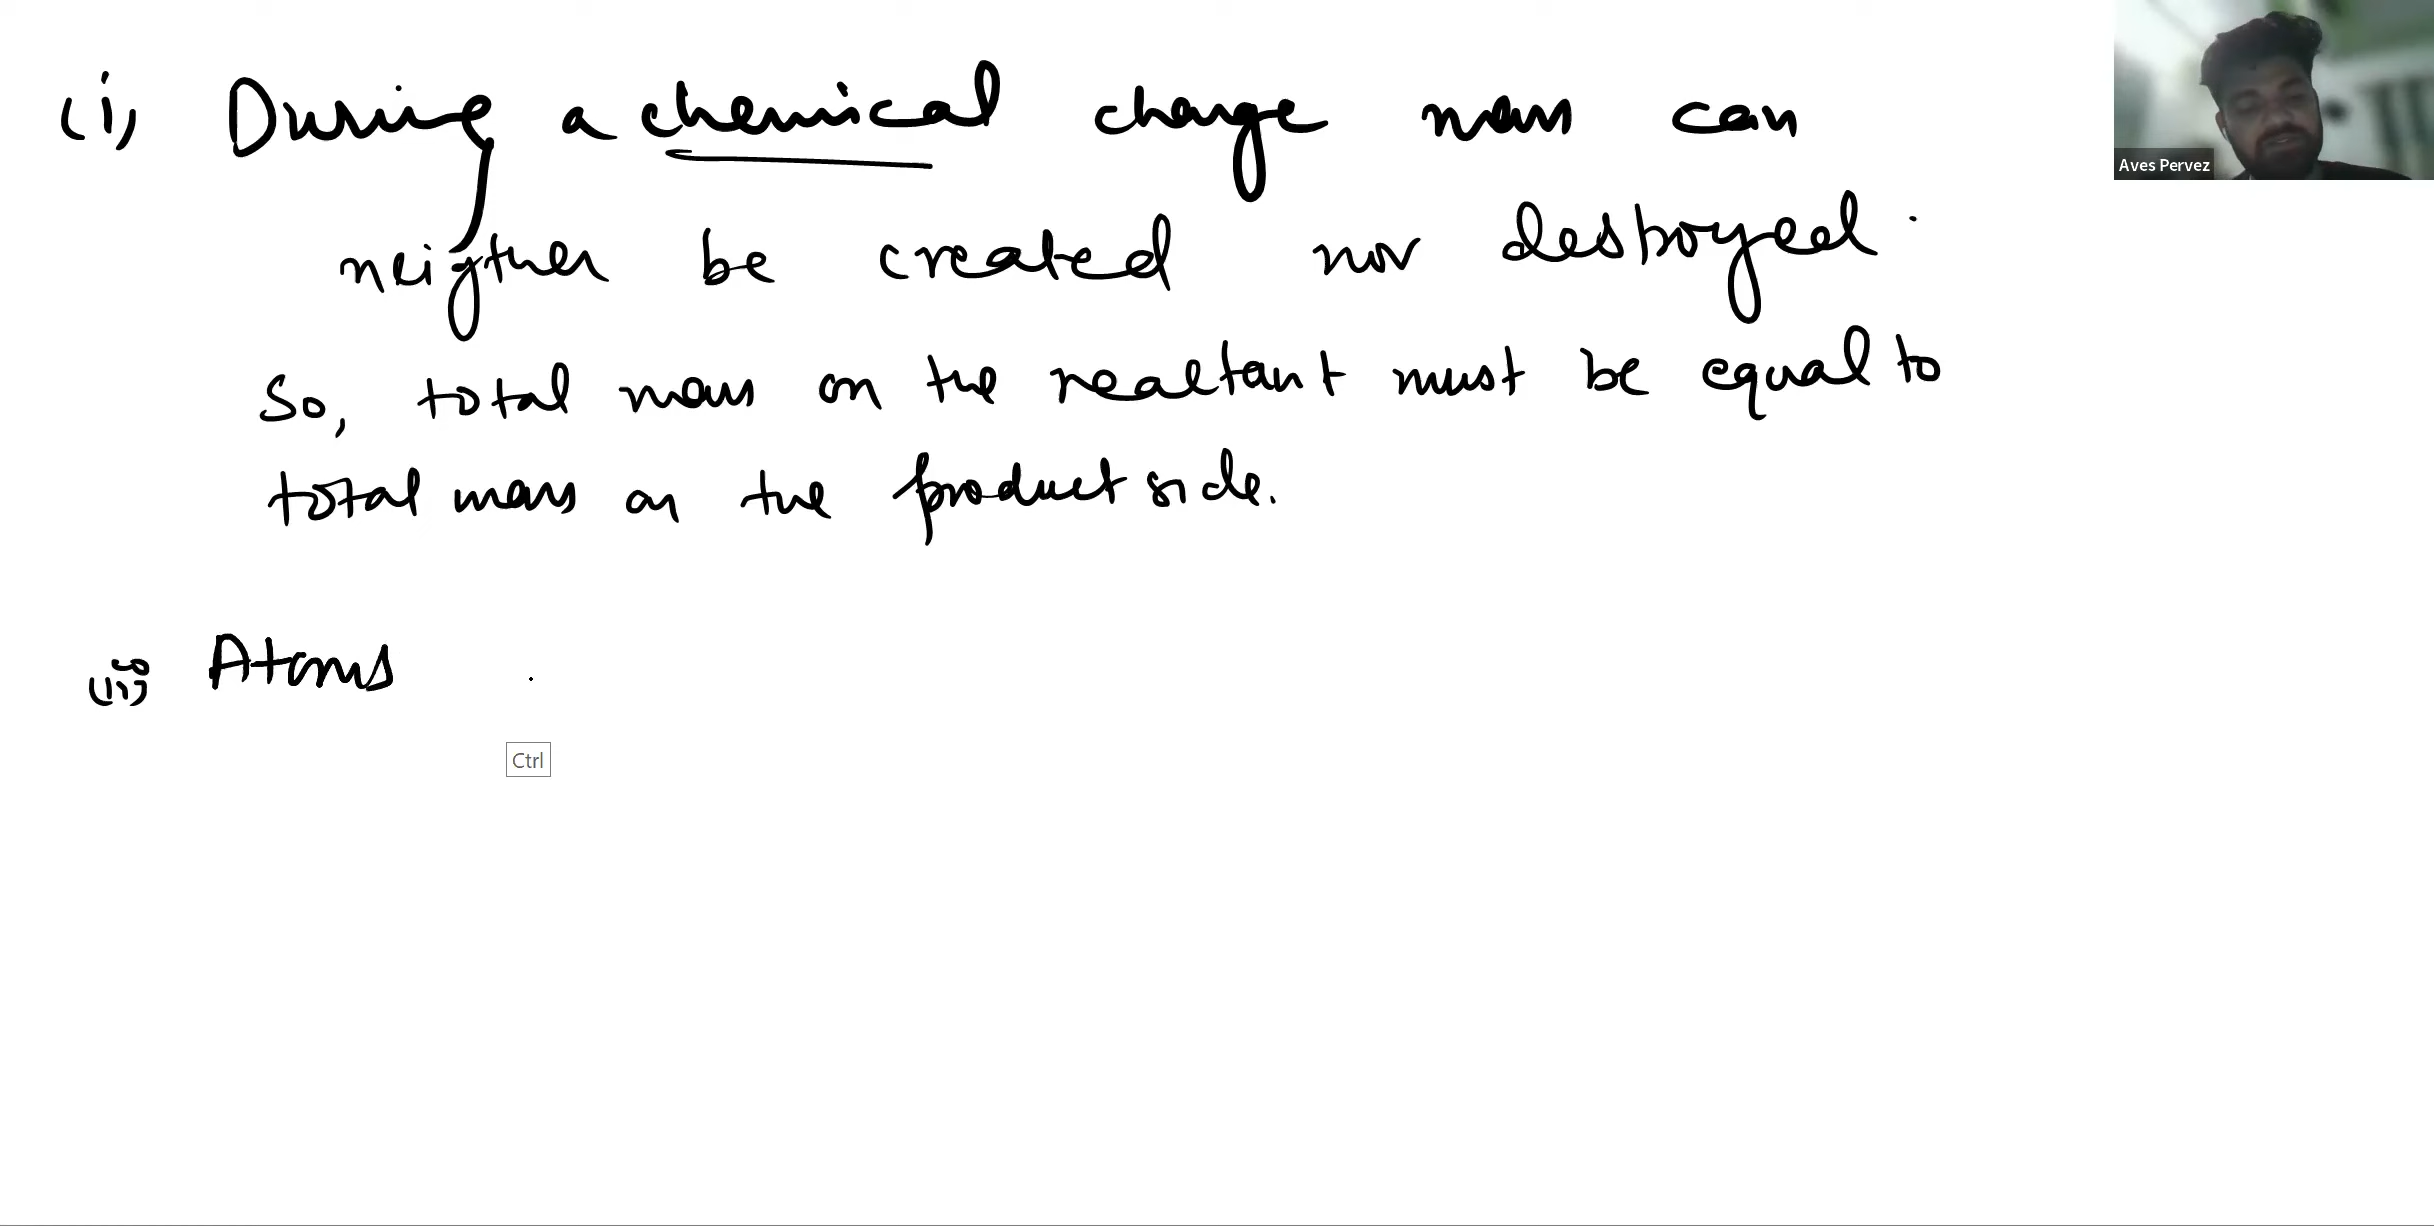 (i) During a chemical change mass can
Aves Pervez
neigther be created nor destroyed.
So, total mass on the reactant must be equal to
total mass on the product side.
(ii) Atoms
Ctrl